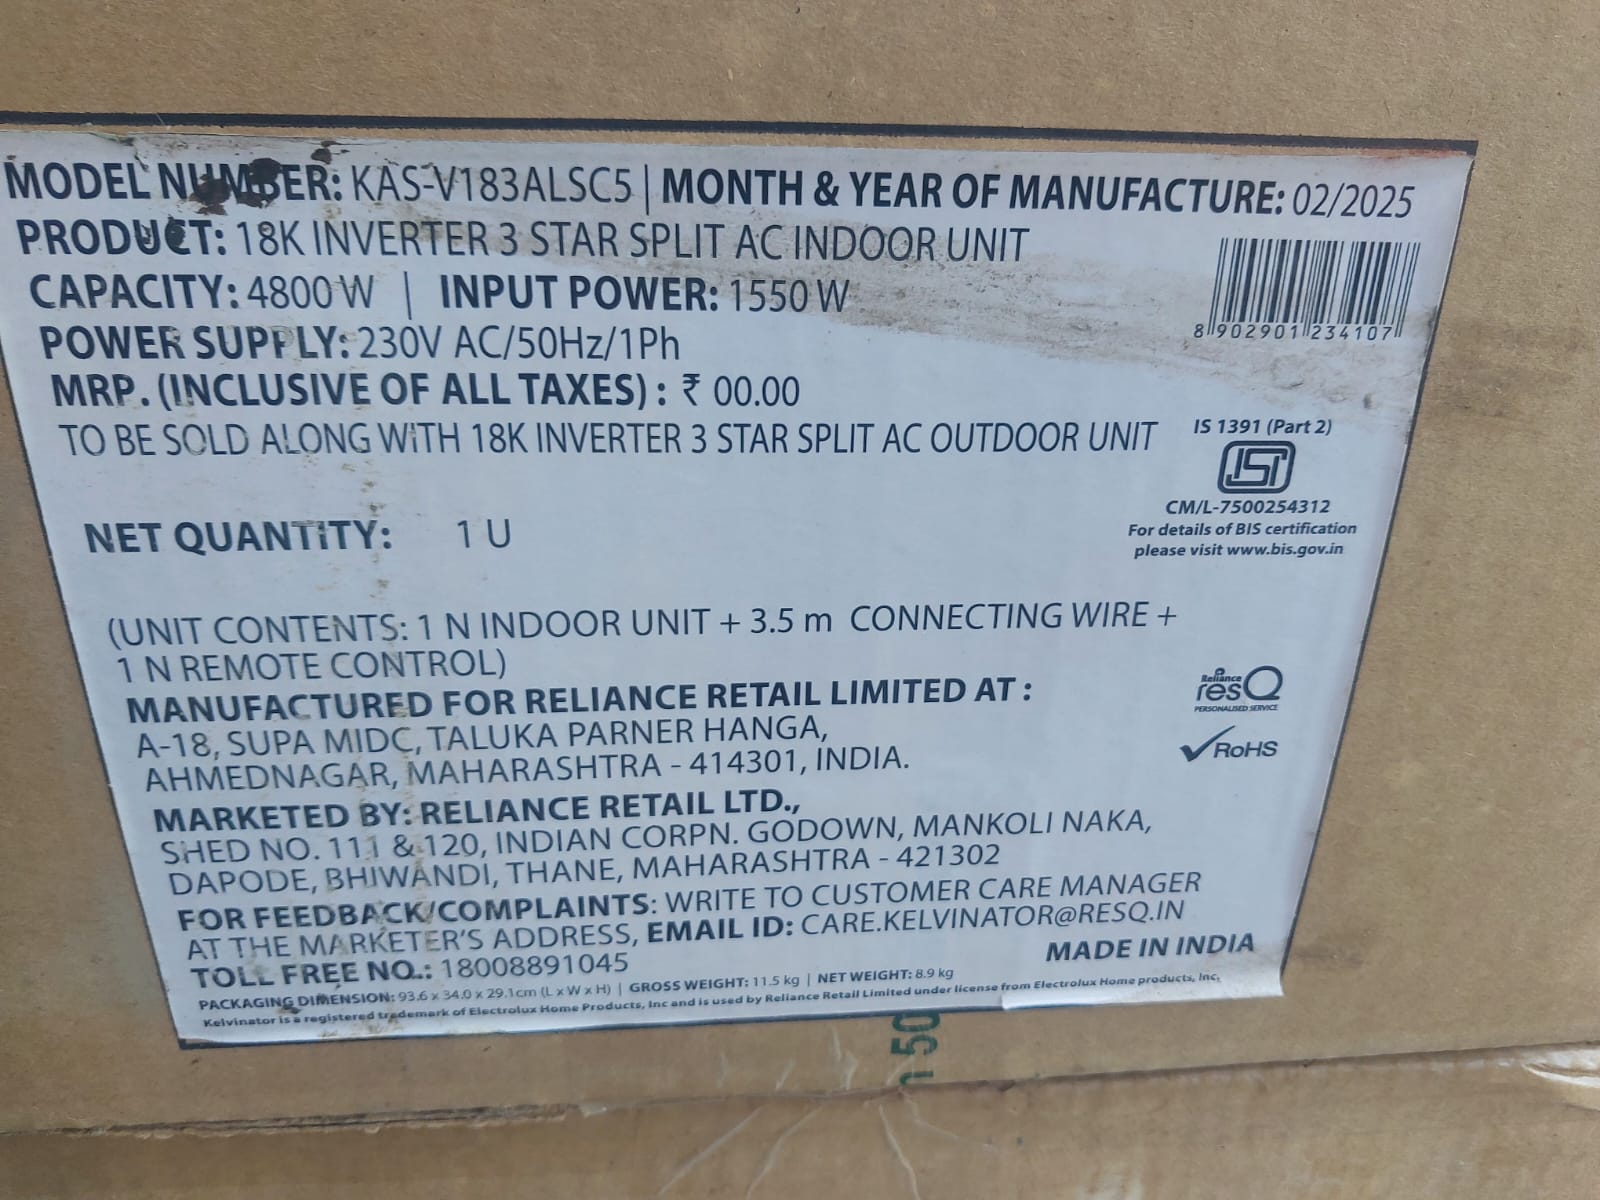 MODEL NUMBER: KAS-V183ALSC5 | MONTH & YEAR OF MANUFACTURE: 02/2025
PRODUCT: 18K INVERTER 3 STAR SPLIT AC INDOOR UNIT
CAPACITY: 4800 W | INPUT POWER: 1550 W
8 902901 234107
POWER SUPPLY: 230V AC/50Hz/1Ph
MRP. (INCLUSIVE OF ALL TAXES) : ₹ 00.00
TO BE SOLD ALONG WITH 18K INVERTER 3 STAR SPLIT AC OUTDOOR UNIT
IS 1391 (Part 2)
ISI
CM/L-7500254312
For details of BIS certification
please visit www.bis.gov.in
NET QUANTITY: 1 U
(UNIT CONTENTS: 1 N INDOOR UNIT + 3.5 m CONNECTING WIRE +
1 N REMOTE CONTROL)
Reliance
resQ
PERSONALISED SERVICE
RoHS
MANUFACTURED FOR RELIANCE RETAIL LIMITED AT :
A-18, SUPA MIDC, TALUKA PARNER HANGA,
AHMEDNAGAR, MAHARASHTRA - 414301, INDIA.
MARKETED BY: RELIANCE RETAIL LTD.,
SHED NO. 111 & 120, INDIAN CORPN. GODOWN, MANKOLI NAKA,
DAPODE, BHIWANDI, THANE, MAHARASHTRA - 421302
FOR FEEDBACK/COMPLAINTS: WRITE TO CUSTOMER CARE MANAGER
AT THE MARKETER'S ADDRESS, EMAIL ID: CARE.KELVINATOR@RESQ.IN
TOLL FREE NO.: 18008891045
MADE IN INDIA
PACKAGING DIMENSION: 93.6 x 34.0 x 29.1cm (L x W x H) | GROSS WEIGHT: 11.5 kg | NET WEIGHT: 8.9 kg
Kelvinator is a registered trademark of Electrolux Home Products, Inc and is used by Reliance Retail Limited under license from Electrolux Home products, Inc.